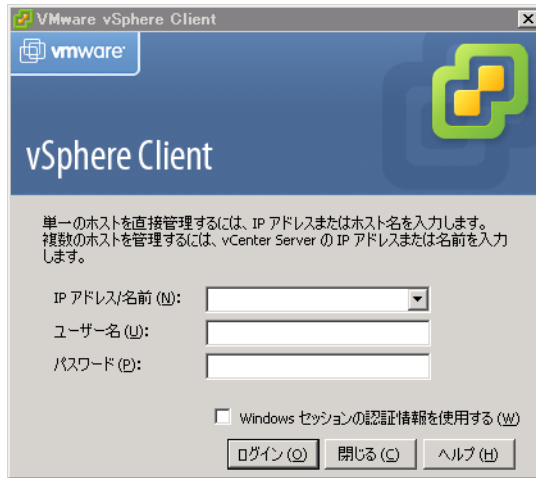 VMware vSphere Client
vmware
vSphere Client
単一のホストを直接管理するには、IP アドレスまたはホスト名を入力します。
複数のホストを管理するには、vCenter Server の IP アドレスまたは名前を入力
します。
IP アドレス/名前 (N):
ユーザー名 (U):
パスワード (P):
Windows セッションの認証情報を使用する (W)
ログイン (O) 閉じる (C) ヘルプ (H)